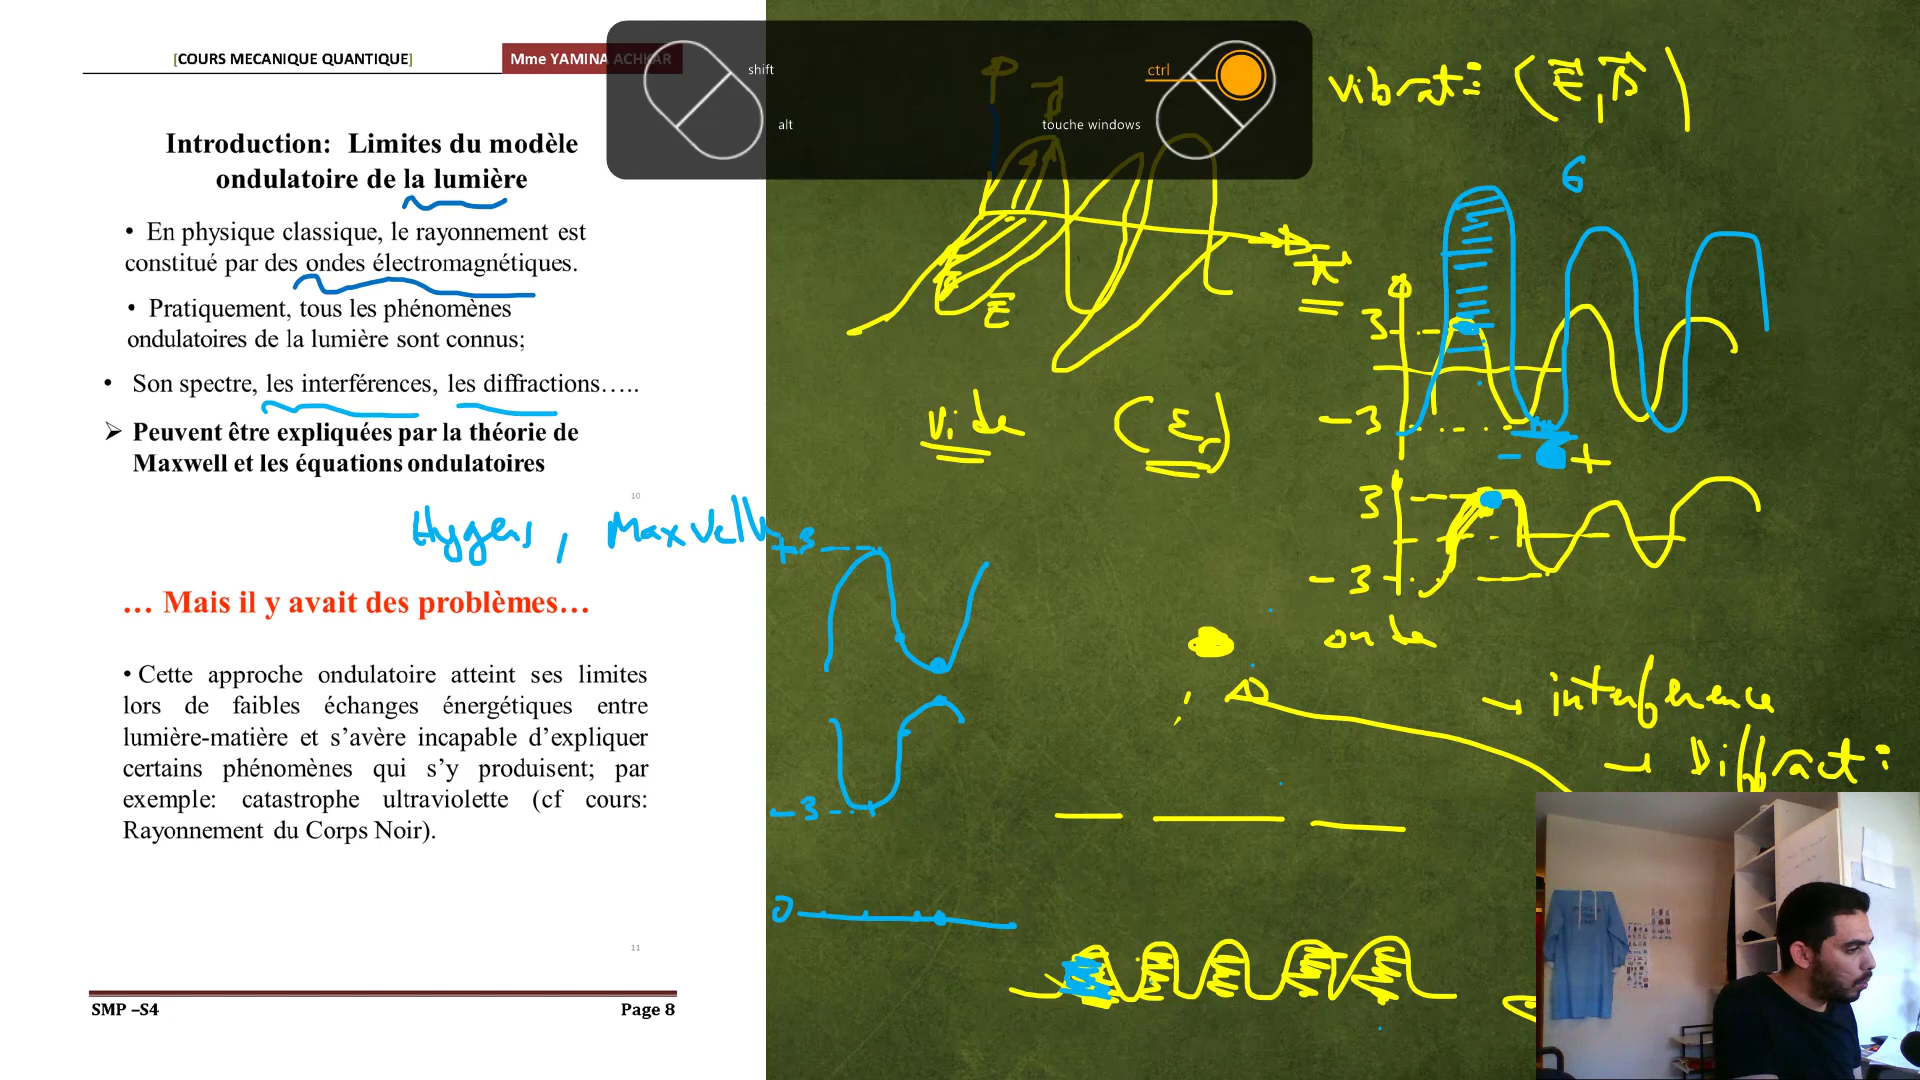 [COURS MECANIQUE QUANTIQUE]
Mme YAMINA ACHKAR
shift
alt
ctrl
touche windows
Introduction: Limites du modèle
ondulatoire de la lumière
• En physique classique, le rayonnement est
constitué par des ondes électromagnétiques.
• Pratiquement, tous les phénomènes
ondulatoires de la lumière sont connus;
• Son spectre, les interférences, les diffractions…..
➢ Peuvent être expliquées par la théorie de
Maxwell et les équations ondulatoires
10
Hygens, Maxwell
… Mais il y avait des problèmes…
• Cette approche ondulatoire atteint ses limites
lors de faibles échanges énergétiques entre
lumière-matière et s’avère incapable d’expliquer
certains phénomènes qui s’y produisent; par
exemple: catastrophe ultraviolette (cf cours:
Rayonnement du Corps Noir).
11
SMP –S4
Page 8
vibrat:
6
E
3
-3
- +
vide
(Er)
3
-3
onde
+3
-3
0
→ interference
→ Diffract: